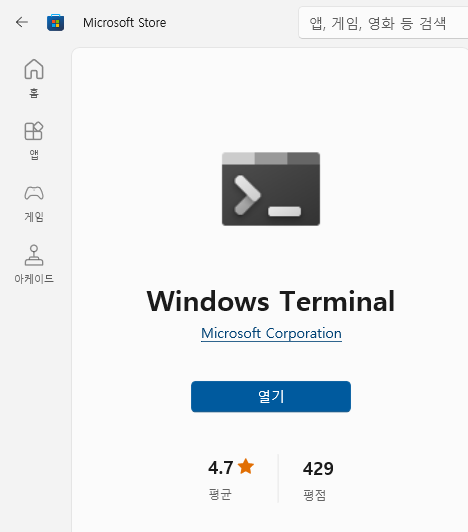 Microsoft Store
앱, 게임, 영화 등 검색
홈
앱
게임
아케이드
Windows Terminal
Microsoft Corporation
열기
4.7 429
평균 평점